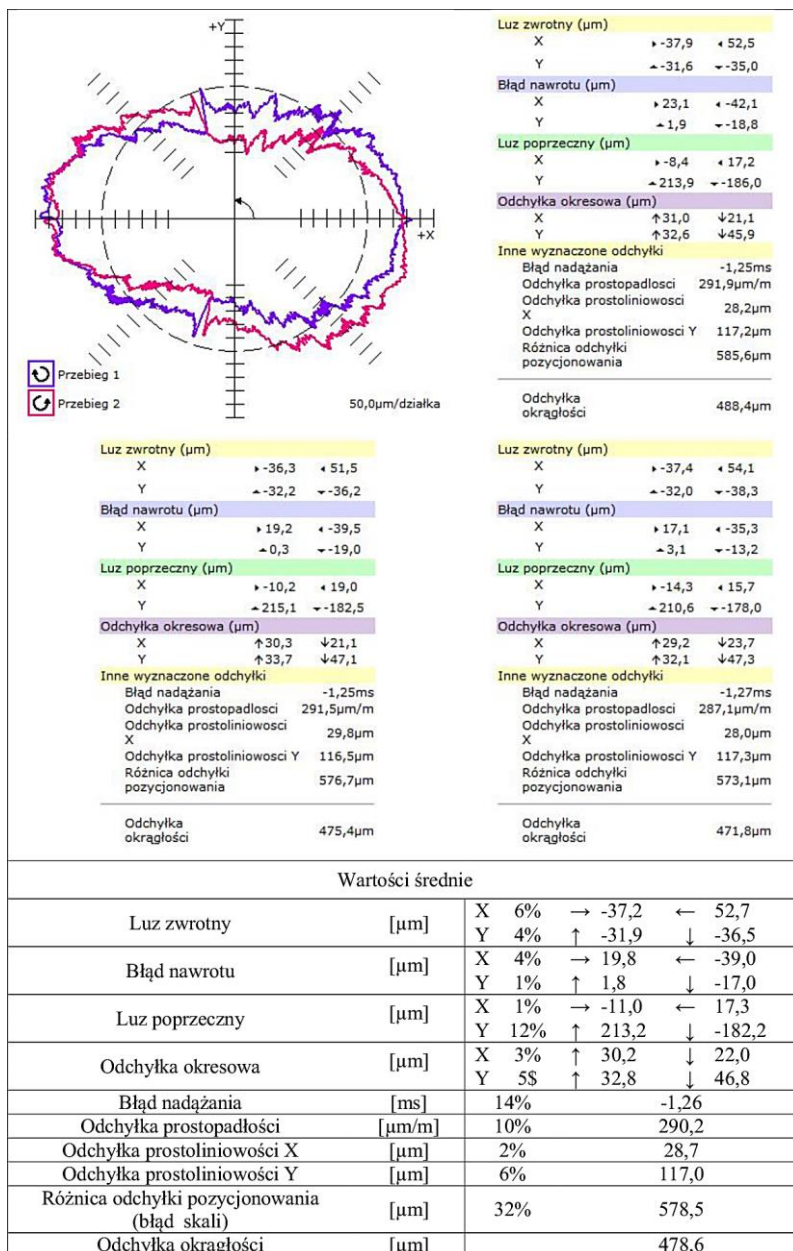 +Y
+X
Przebieg 1
Przebieg 2
50,0µm/działka
Luz zwrotny (µm)
X ▸-37,9 ◂52,5
Y ▴-31,6 ▾-35,0
Błąd nawrotu (µm)
X ▸23,1 ◂-42,1
Y ▴1,9 ▾-18,8
Luz poprzeczny (µm)
X ▸-8,4 ◂17,2
Y ▴213,9 ▾-186,0
Odchyłka okresowa (µm)
X ↑31,0 ↓21,1
Y ↑32,6 ↓45,9
Inne wyznaczone odchyłki
Błąd nadążania -1,25ms
Odchyłka prostopadlosci 291,9µm/m
Odchyłka prostoliniowosci
X 28,2µm
Odchyłka prostoliniowosci Y 117,2µm
Różnica odchyłki
pozycjonowania 585,6µm
Odchyłka
okrągłości 488,4µm
Luz zwrotny (µm)
X ▸-36,3 ◂51,5
Y ▴-32,2 ▾-36,2
Błąd nawrotu (µm)
X ▸19,2 ◂-39,5
Y ▴0,3 ▾-19,0
Luz poprzeczny (µm)
X ▸-10,2 ◂19,0
Y ▴215,1 ▾-182,5
Odchyłka okresowa (µm)
X ↑30,3 ↓21,1
Y ↑33,7 ↓47,1
Inne wyznaczone odchyłki
Błąd nadążania -1,25ms
Odchyłka prostopadlosci 291,5µm/m
Odchyłka prostoliniowosci
X 29,8µm
Odchyłka prostoliniowosci Y 116,5µm
Różnica odchyłki
pozycjonowania 576,7µm
Odchyłka
okrągłości 475,4µm
Luz zwrotny (µm)
X ▸-37,4 ◂54,1
Y ▴-32,0 ▾-38,3
Błąd nawrotu (µm)
X ▸17,1 ◂-35,3
Y ▴3,1 ▾-13,2
Luz poprzeczny (µm)
X ▸-14,3 ◂15,7
Y ▴210,6 ▾-178,0
Odchyłka okresowa (µm)
X ↑29,2 ↓23,7
Y ↑32,1 ↓47,3
Inne wyznaczone odchyłki
Błąd nadążania -1,27ms
Odchyłka prostopadlosci 287,1µm/m
Odchyłka prostoliniowosci
X 28,0µm
Odchyłka prostoliniowosci Y 117,3µm
Różnica odchyłki
pozycjonowania 573,1µm
Odchyłka
okrągłości 471,8µm
Wartości średnie
Luz zwrotny [µm] X 6% → -37,2 ← 52,7
Y 4% ↑ -31,9 ↓ -36,5
Błąd nawrotu [µm] X 4% → 19,8 ← -39,0
Y 1% ↑ 1,8 ↓ -17,0
Luz poprzeczny [µm] X 1% → -11,0 ← 17,3
Y 12% ↑ 213,2 ↓ -182,2
Odchyłka okresowa [µm] X 3% ↑ 30,2 ↓ 22,0
Y 5$ ↑ 32,8 ↓ 46,8
Błąd nadążania [ms] 14% -1,26
Odchyłka prostopadłości [µm/m] 10% 290,2
Odchyłka prostoliniowości X [µm] 2% 28,7
Odchyłka prostoliniowości Y [µm] 6% 117,0
Różnica odchyłki pozycjonowania
(błąd skali) [µm] 32% 578,5
Odchyłka okrągłości [µm] 478,6